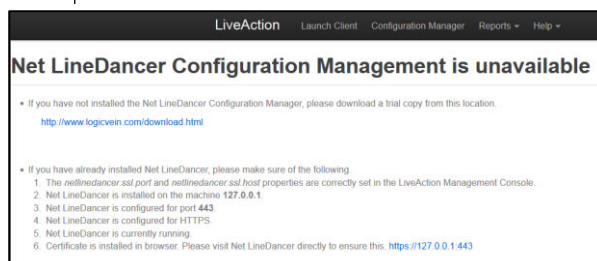 LiveAction Launch Client Configuration Manager Reports Help
Net LineDancer Configuration Management is unavailable
• If you have not installed the Net LineDancer Configuration Manager, please download a trial copy from this location.
http://www.logicvein.com/download.html
• If you have already installed Net LineDancer, please make sure of the following.
1. The netlinedancer.ssl.port and netlinedancer.ssl.host properties are correctly set in the LiveAction Management Console.
2. Net LineDancer is installed on the machine 127.0.0.1.
3. Net LineDancer is configured for port 443.
4. Net LineDancer is configured for HTTPS.
5. Net LineDancer is currently running.
6. Certificate is installed in browser. Please visit Net LineDancer directly to ensure this. https://127.0.0.1:443